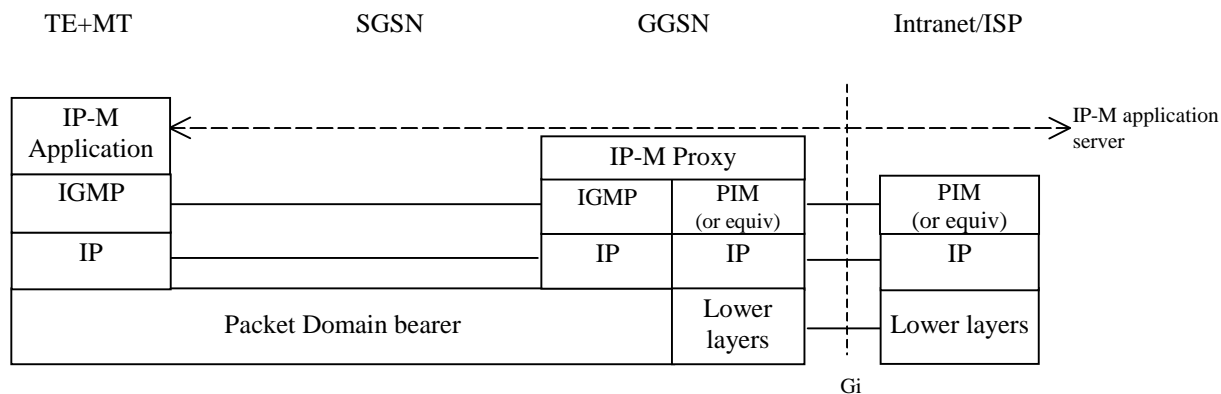 TE+MT SGSN GGSN Intranet/ISP
IP-M
Application
IP-M application
server
IP-M Proxy
IGMP IGMP PIM
(or equiv)
PIM
(or equiv)
IP IP IP IP
Packet Domain bearer
Lower
layers
Lower layers
Gi